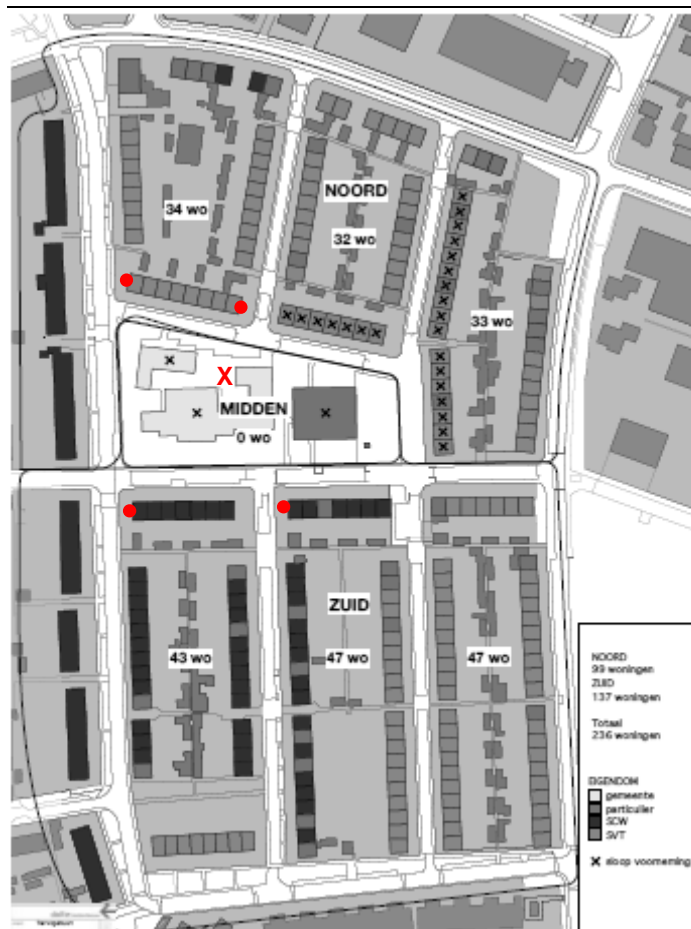 34 wo
NOORD
32 wo
33 wo
X
MIDDEN
0 wo
ZUID
43 wo
47 wo
47 wo
NOORD
99 woningen
ZUID
137 woningen
Totaal
236 woningen
EIGENDOM
gemeente
particulier
SCW
SVT
x sloop voorneming